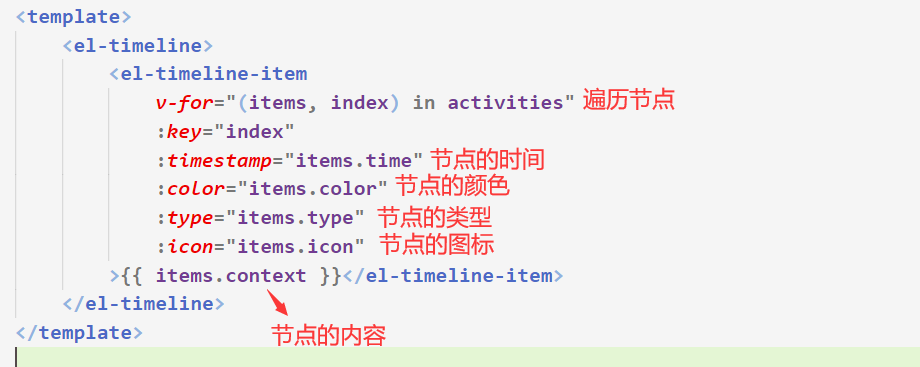 <template>
<el-timeline>
<el-timeline-item
v-for="(items, index) in activities" 遍历节点
:key="index"
:timestamp="items.time" 节点的时间
:color="items.color" 节点的颜色
:type="items.type" 节点的类型
:icon="items.icon" 节点的图标
>{{ items.context }}</el-timeline-item>
</el-timeline>
节点的内容
</template>